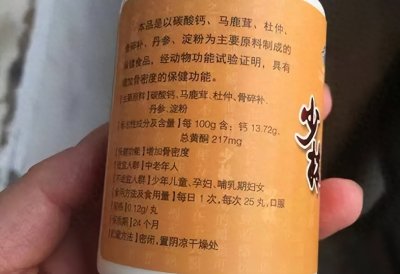 本品是以碳酸钙、马鹿茸、杜仲、
骨碎补、丹参、淀粉为主要原料制成的
保健食品，经动物功能试验证明，具有
增加骨密度的保健功能。
[主要原料]碳酸钙、马鹿茸、杜仲、骨碎补、
丹参、淀粉
[标志性成分及含量]每 100g 含：钙 13.72g、
总黄酮 217mg
[保健功能]增加骨密度
[适宜人群]中老年人
[不适宜人群]少年儿童、孕妇、哺乳期妇女
[食用方法及食用量]每日 1 次，每次 25 丸，口服
[规格]0.12g/丸
[保质期]24 个月
[贮藏方法]密闭，置阴凉干燥处
少林